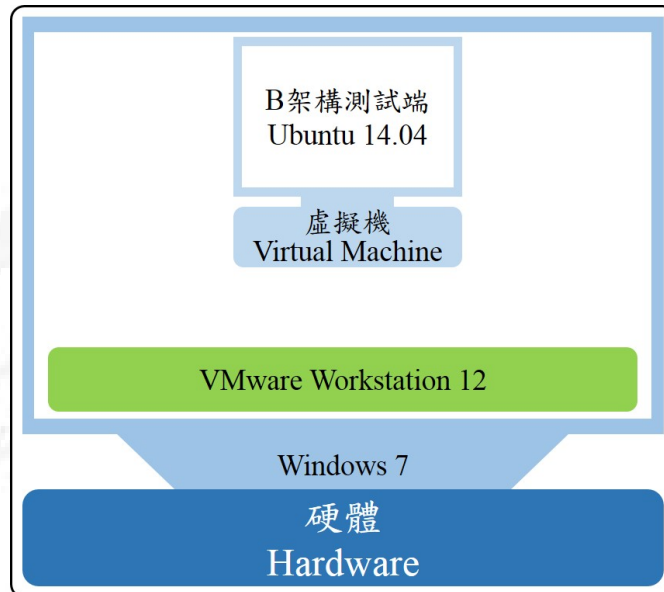 B架構測試端
Ubuntu 14.04
虛擬機
Virtual Machine
VMware Workstation 12
Windows 7
硬體
Hardware